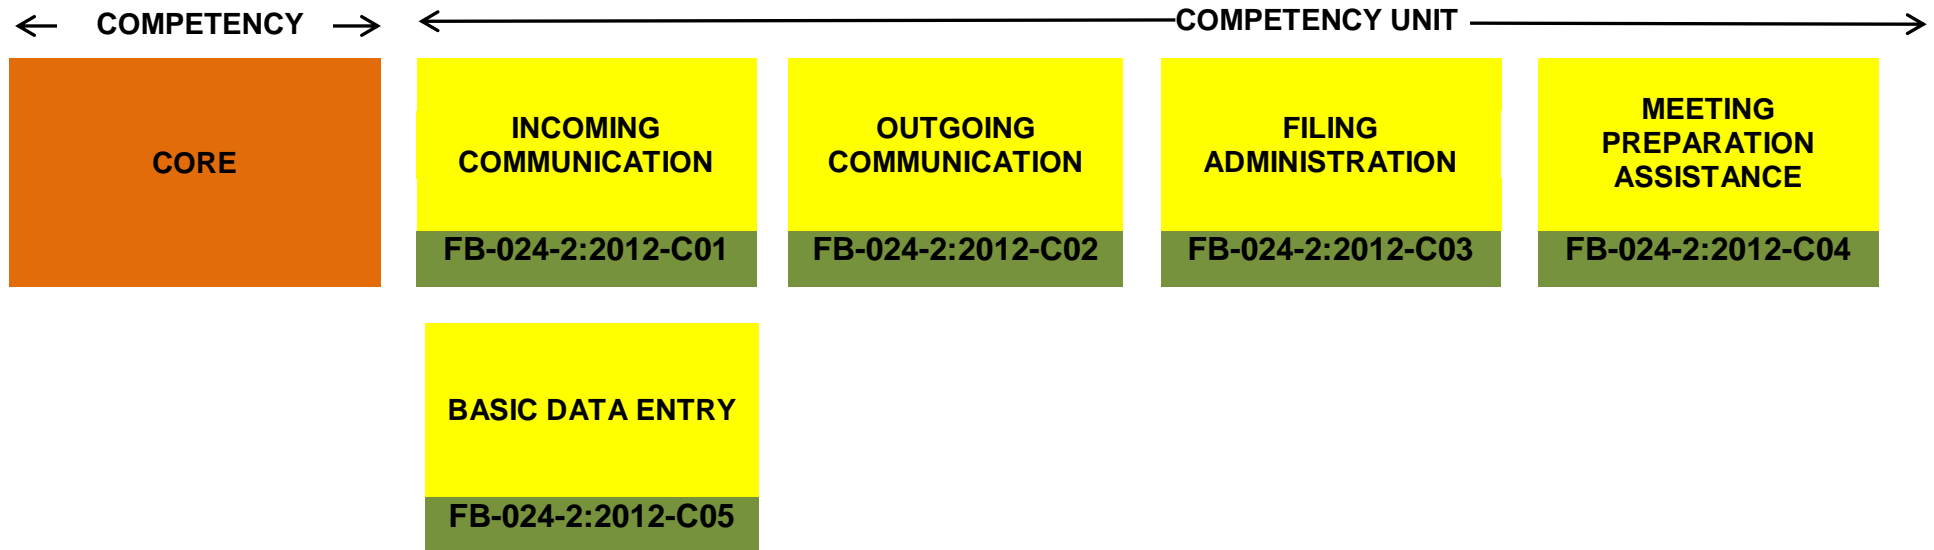 COMPETENCY
COMPETENCY UNIT
CORE
INCOMING
COMMUNICATION
FB-024-2:2012-C01
OUTGOING
COMMUNICATION
FB-024-2:2012-C02
FILING
ADMINISTRATION
FB-024-2:2012-C03
MEETING
PREPARATION
ASSISTANCE
FB-024-2:2012-C04
BASIC DATA ENTRY
FB-024-2:2012-C05